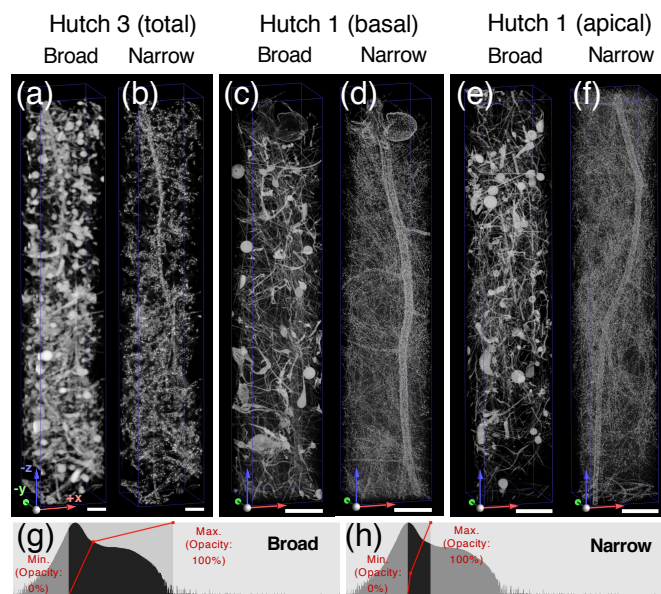 Hutch 3 (total) Hutch 1 (basal) Hutch 1 (apical)
Broad Narrow Broad Narrow Broad Narrow
(a) (b) (c) (d) (e) (f)
-z
-y
+x
(g) Max. (h) Max.
(Opacity: Broad (Opacity: Narrow
100%) 100%)
Min. Min.
(Opacity: (Opacity:
0%) 0%)